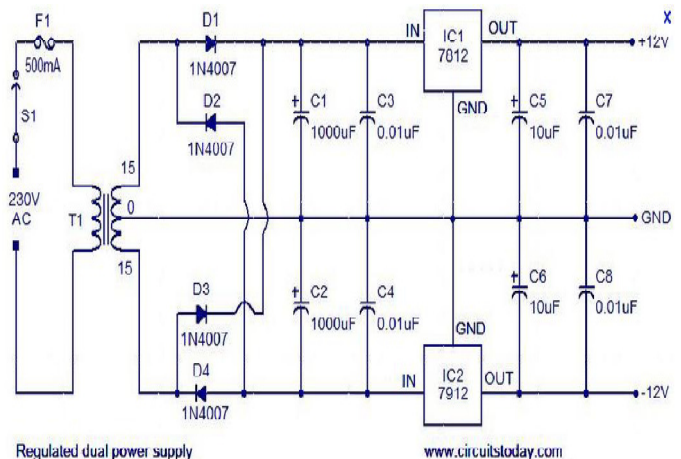 F1
500mA
S1
230V
AC
T1
15
0
15
D1
1N4007
D2
1N4007
D3
1N4007
D4
1N4007
C1
1000uF
C3
0.01uF
C2
1000uF
C4
0.01uF
IN
IC1
7812
OUT
GND
C5
10uF
C7
0.01uF
X
+12V
GND
C6
10uF
C8
0.01uF
GND
IN
IC2
7912
OUT
-12V
+
+
+
+
Regulated dual power supply
www.circuitstoday.com